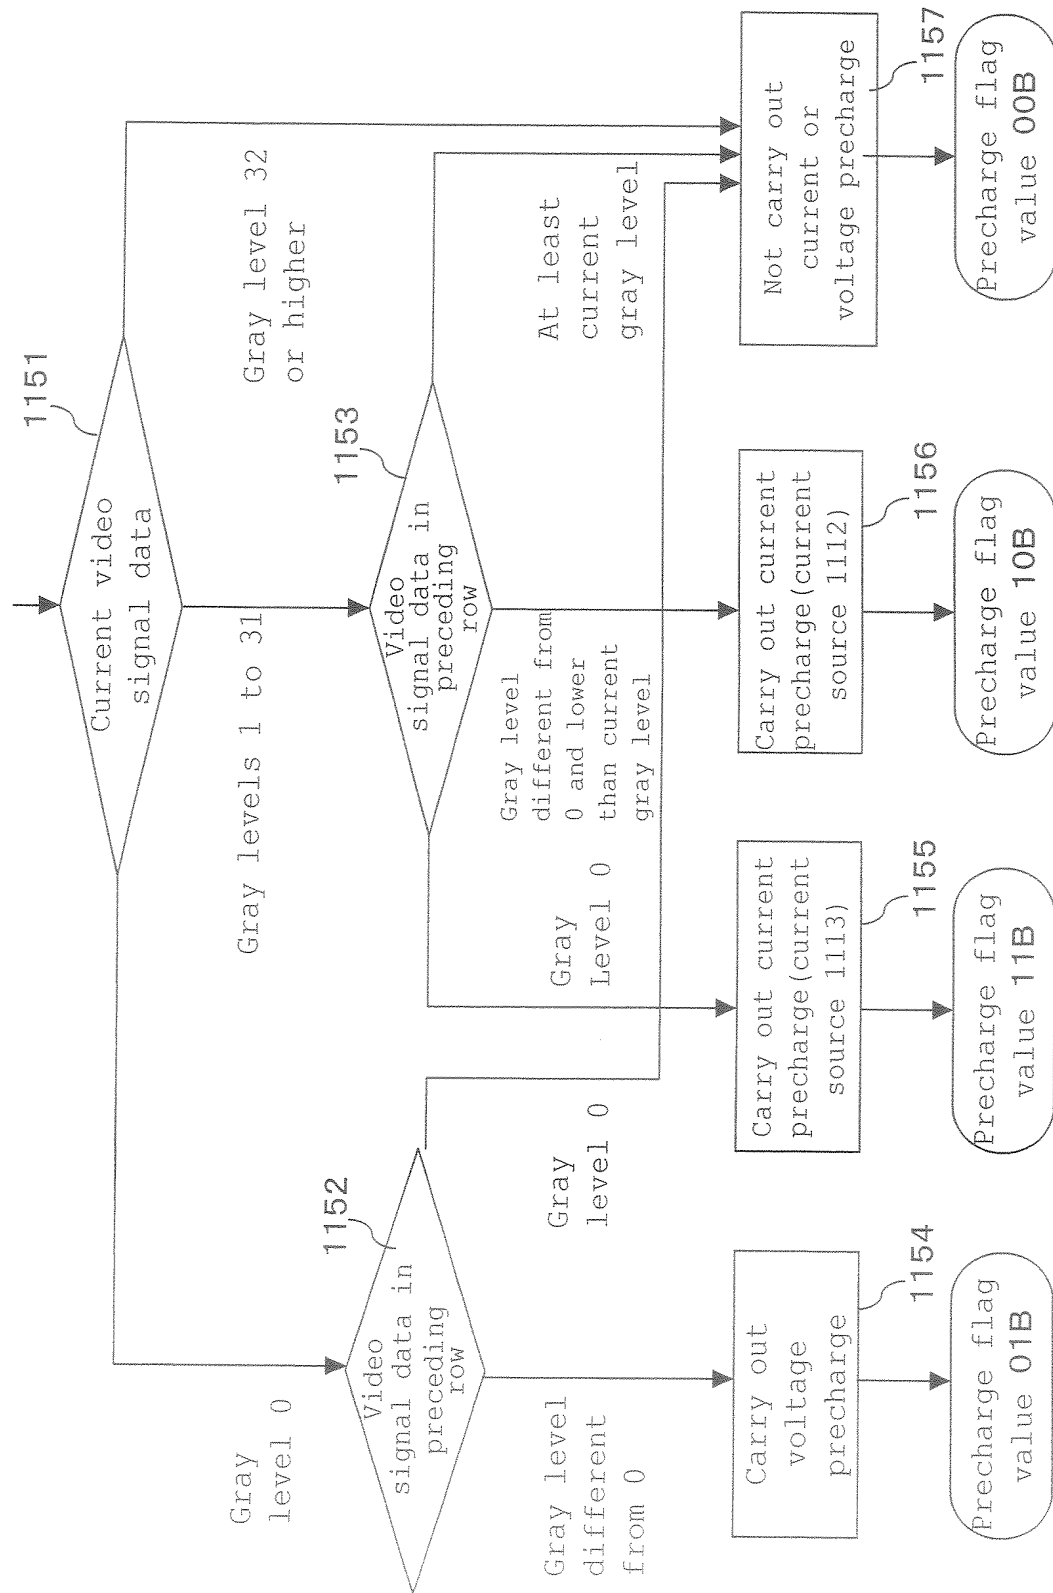 1151
Current video
signal data
Gray
level 0
Gray levels 1 to 31
Gray level 32
or higher
1152
Video
signal data in
preceding
row
1153
Video
signal data in
preceding
row
Gray level
different
from 0
Gray
level 0
Gray
Level 0
Gray level
different from
0 and lower
than current
gray level
At least
current
gray level
Carry out
voltage
precharge
1154
Carry out current
precharge(current
source 1113)
1155
Carry out current
precharge(current
source 1112)
1156
Not carry out
current or
voltage precharge
1157
Precharge flag
value 01B
Precharge flag
value 11B
Precharge flag
value 10B
Precharge flag
value 00B